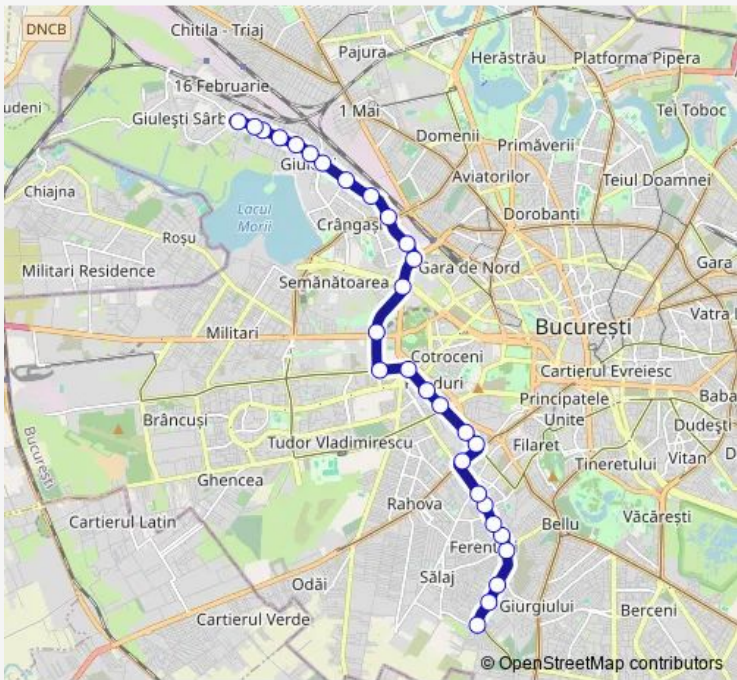 DNCB
Chitila - Triaj
Pajura
Herăstrău
Platforma Pipera
16 Februarie
1 Mai
Tei Toboc
Giulești Sârb
Domenii
Primăverii
Giul
Aviatorilor
Teiul Doamnei
Chiajna
Lacul
Morii
Crângași
Dorobanți
Roșu
Militari Residence
Semănătoarea
Gara de Nord
Gara
Vatra L
Militari
București
Cotroceni
Cartierul Evreiesc
duri
Baba
Brâncuși
Principatele
Unite
Dudești
București
Tudor Vladimirescu
Filaret
Vitan
D
Tineretului
Ghencea
Rahova
Cartierul Latin
Bellu
Văcărești
Ferent
Odăi
Sălaj
Giurgiului
Berceni
Cartierul Verde
© OpenStreetMap contributors